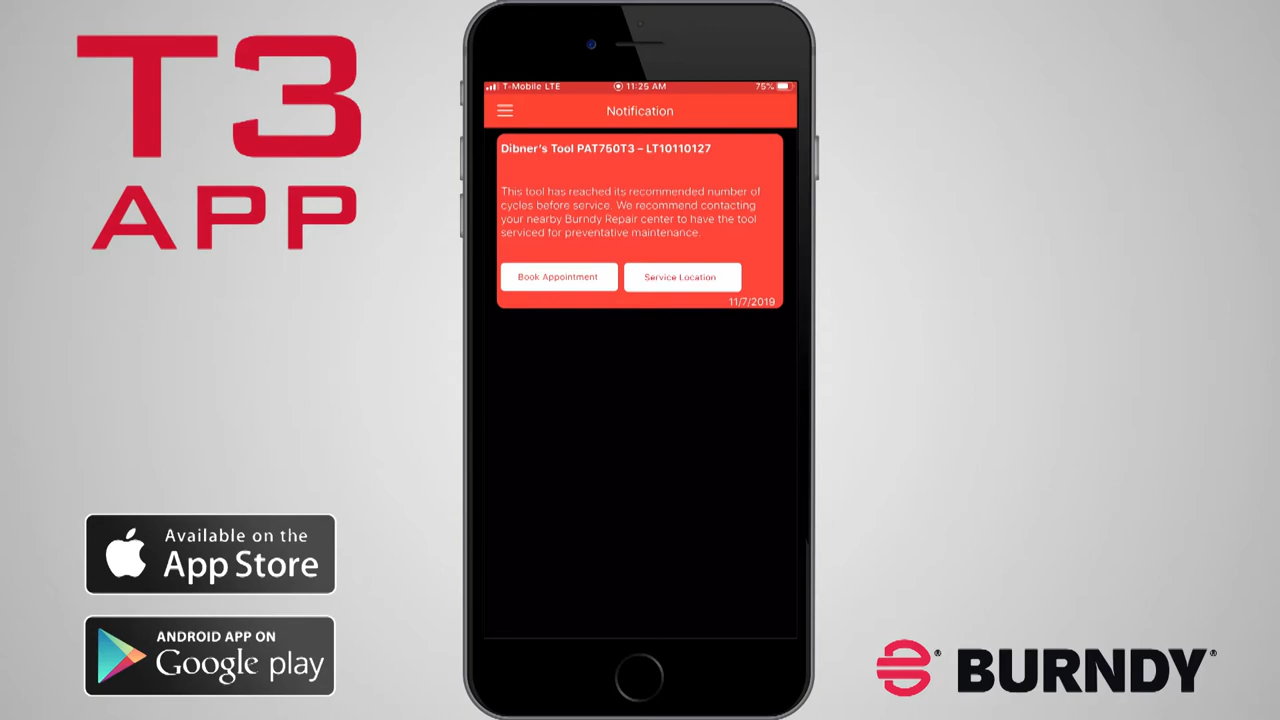 T3
APP
T-Mobile LTE 11:25 AM 75%
Notification
Dibner's Tool PAT750T3 – LT10110127
This tool has reached its recommended number of
cycles before service. We recommend contacting
your nearby Burndy Repair center to have the tool
serviced for preventative maintenance.
Book Appointment Service Location
11/7/2019
Available on the
App Store
ANDROID APP ON
Google play
BURNDY®